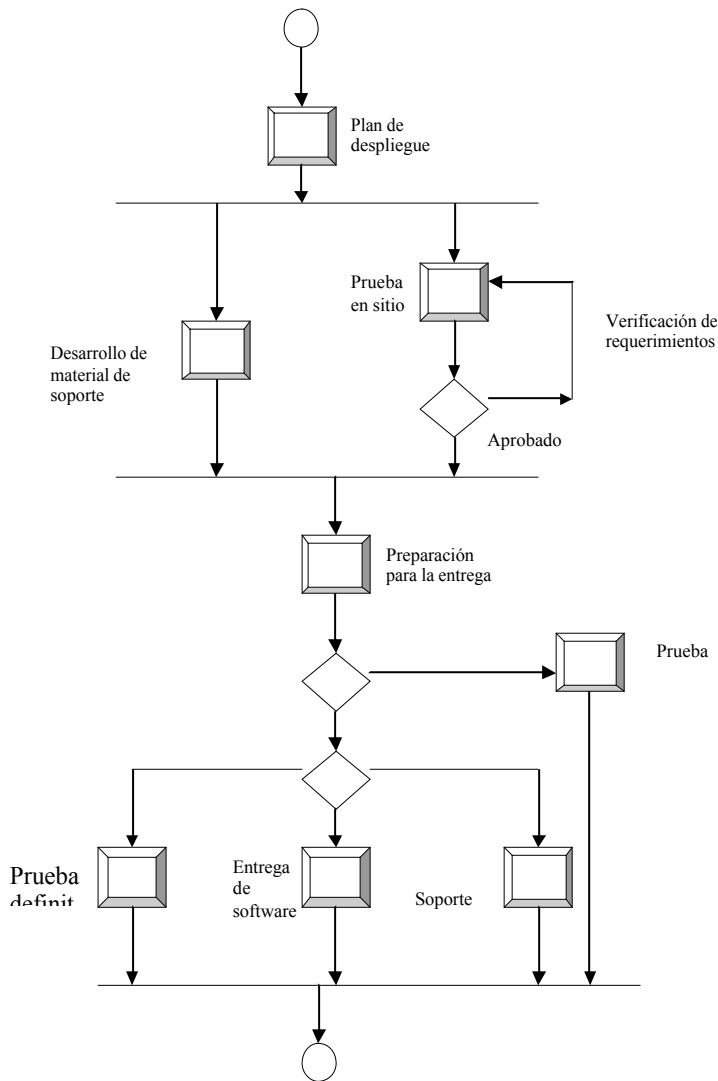 Plan de
despliegue
Prueba
en sitio
Verificación de
requerimientos
Desarrollo de
material de
soporte
Aprobado
Preparación
para la entrega
Prueba
Prueba
definit
Entrega
de
software
Soporte